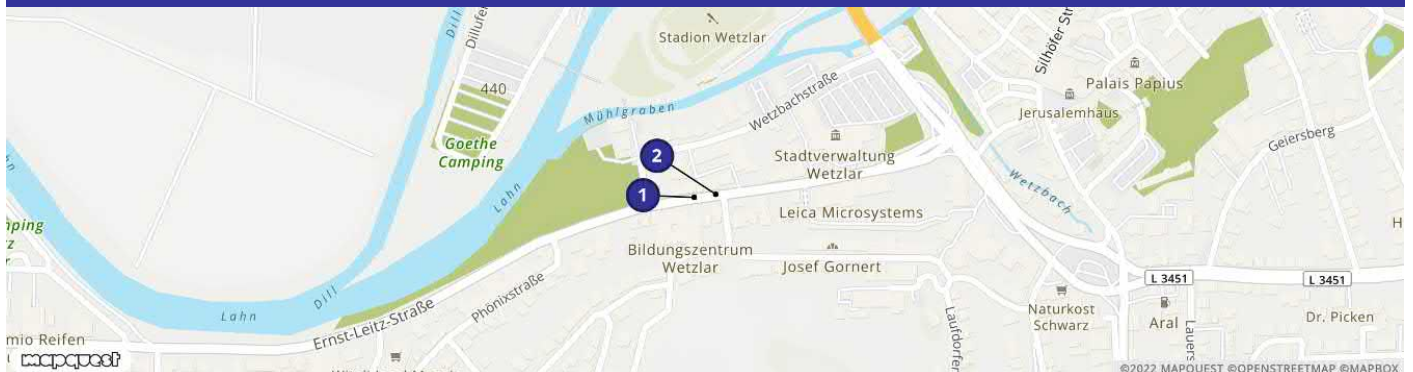 Stadion Wetzlar
Silhöfer Str
Palais Papius
Dillufer
Dill
440
Mühlgraben
Wetzbachstraße
Jerusalemhaus
Geiersberg
Goethe
Camping
Lahn
2
1
Stadtverwaltung
Wetzlar
Wetzbach
Leica Microsystems
Bildungszentrum
Wetzlar
Josef Gornert
Dill
Lahn
Ernst-Leitz-Straße
Phönixstraße
L 3451
L 3451
Naturkost
Schwarz
Aral
Dr. Picken
Laufdorfer
mio Reifen
mapquest
©2022 MAPQUEST ©OPENSTREETMAP ©MAPBOX